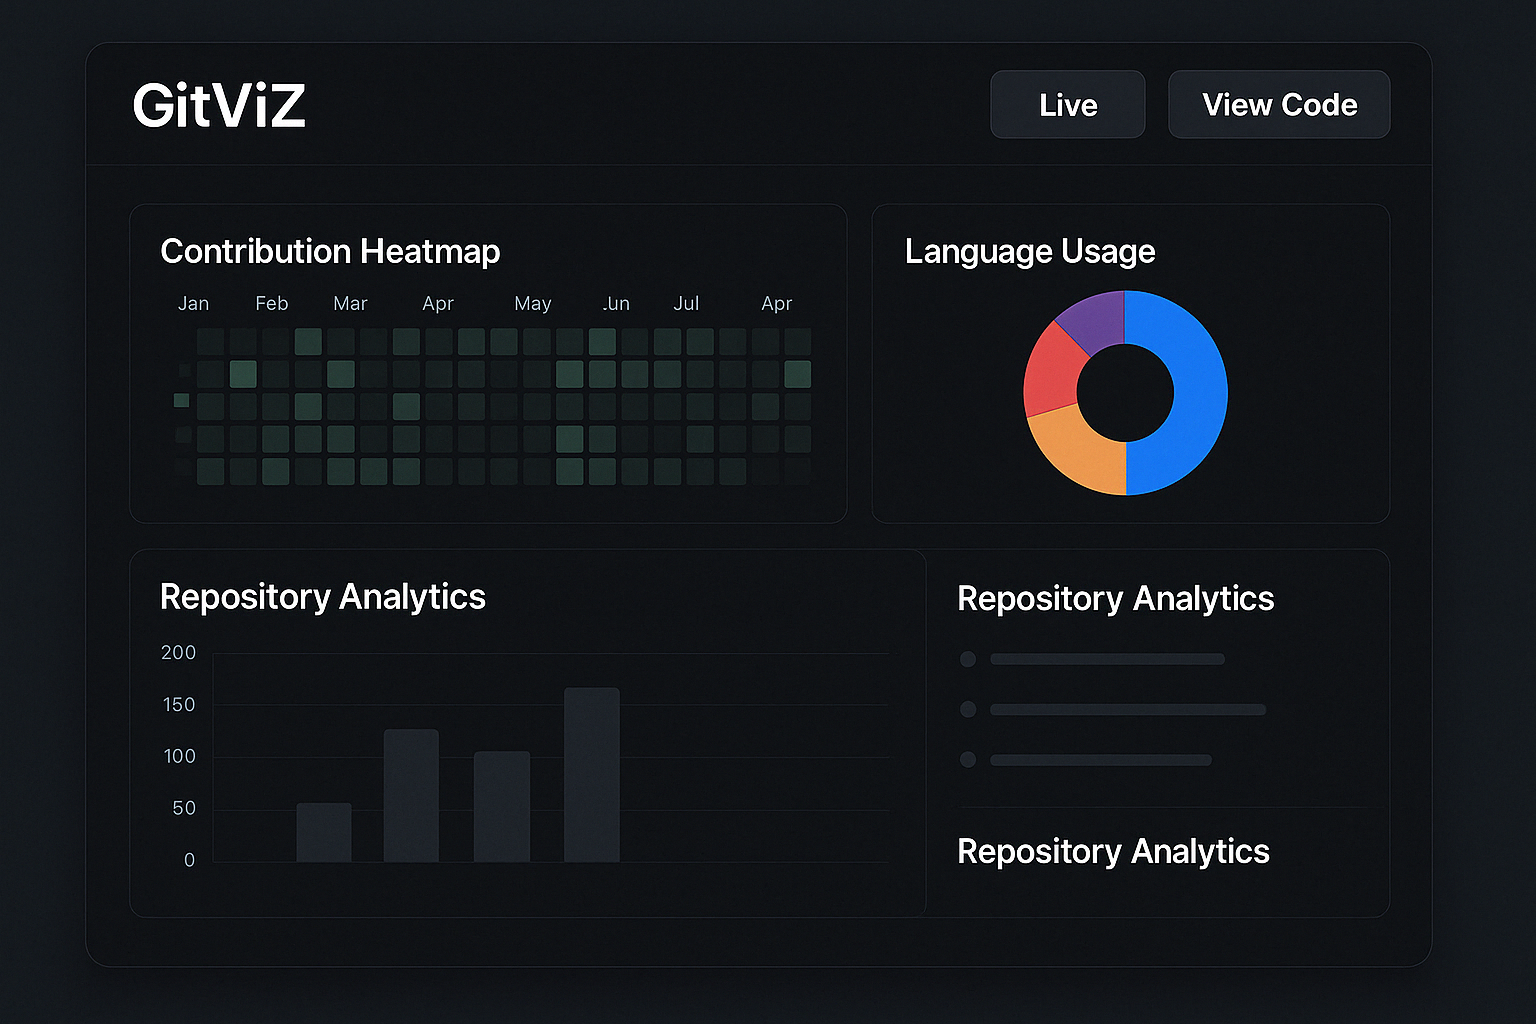 GitViZ
Live
View Code
Contribution Heatmap
Jan Feb Mar Apr May Jun Jul Apr
Language Usage
Repository Analytics
200
150
100
50
0
Repository Analytics
Repository Analytics